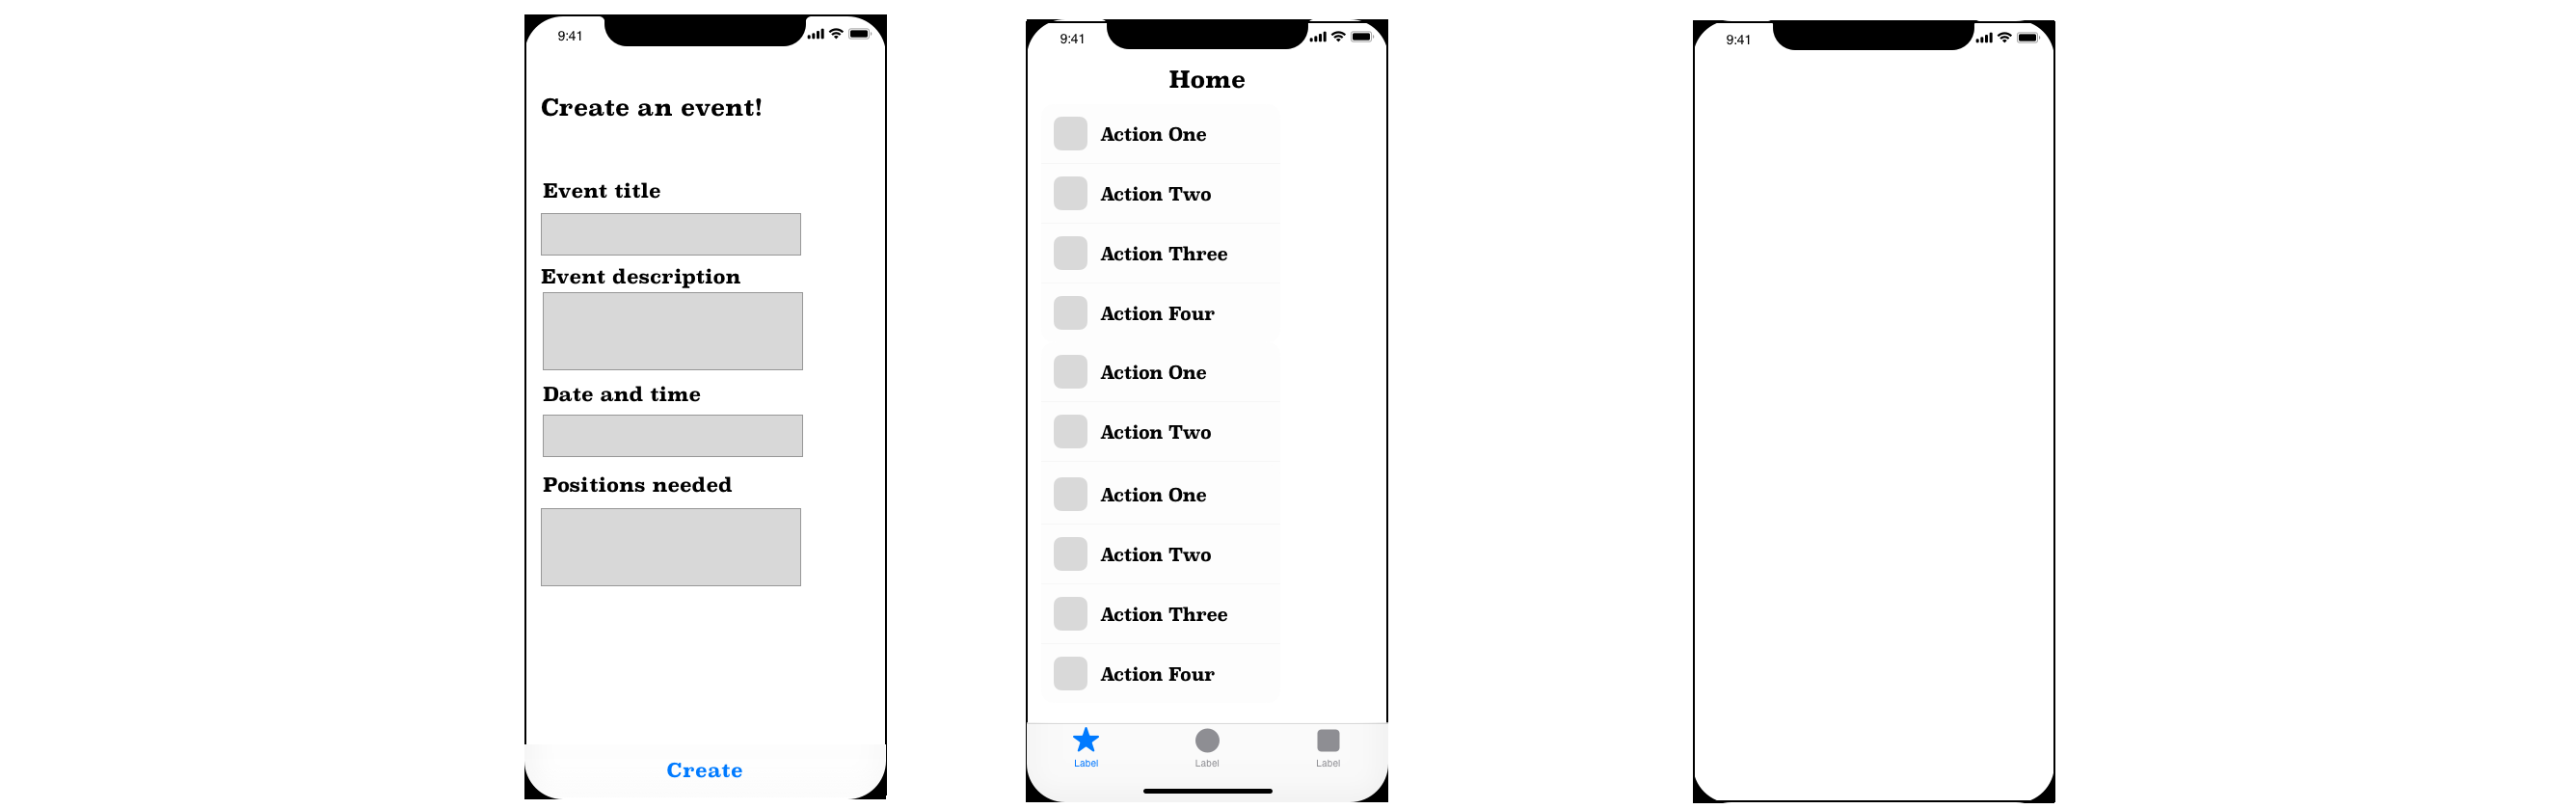 9:41
Create an event!
Event title
Event description
Date and time
Positions needed
Create
9:41
Home
Action One
Action Two
Action Three
Action Four
Action One
Action Two
Action One
Action Two
Action Three
Action Four
Label
Label
Label
9:41